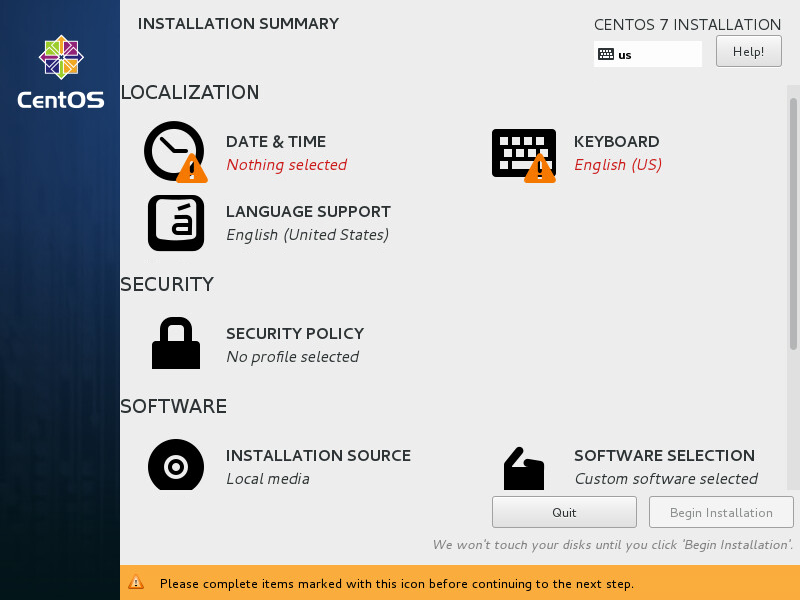 INSTALLATION SUMMARY
CENTOS 7 INSTALLATION
us
Help!
CentOS
LOCALIZATION
DATE & TIME
Nothing selected
KEYBOARD
English (US)
á
LANGUAGE SUPPORT
English (United States)
SECURITY
SECURITY POLICY
No profile selected
SOFTWARE
INSTALLATION SOURCE
Local media
SOFTWARE SELECTION
Custom software selected
Quit
Begin Installation
We won't touch your disks until you click 'Begin Installation'.
Please complete items marked with this icon before continuing to the next step.